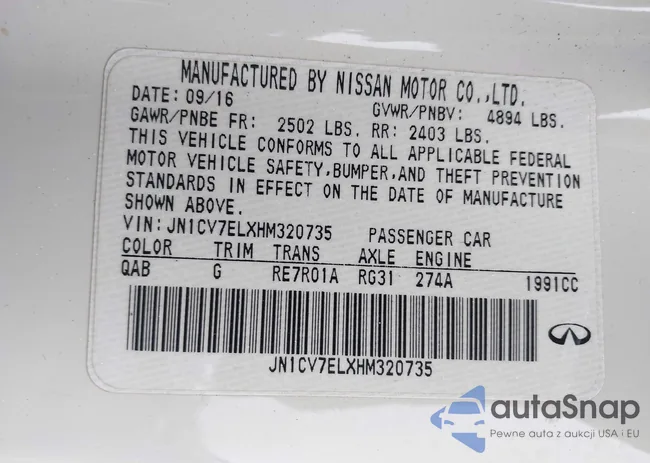 MANUFACTURED BY NISSAN MOTOR CO.,LTD.
DATE: 09/16 GVWR/PNBV: 4894 LBS.
GAWR/PNBE FR: 2502 LBS. RR: 2403 LBS.
THIS VEHICLE CONFORMS TO ALL APPLICABLE FEDERAL
MOTOR VEHICLE SAFETY,BUMPER,AND THEFT PREVENTION
STANDARDS IN EFFECT ON THE DATE OF MANUFACTURE
SHOWN ABOVE.
VIN:JN1CV7ELXHM320735 PASSENGER CAR
COLOR TRIM TRANS AXLE ENGINE
QAB G RE7R01A RG31 274A 1991CC
JN1CV7ELXHM320735
autaSnap
Pewne auta z aukcji USA i EU